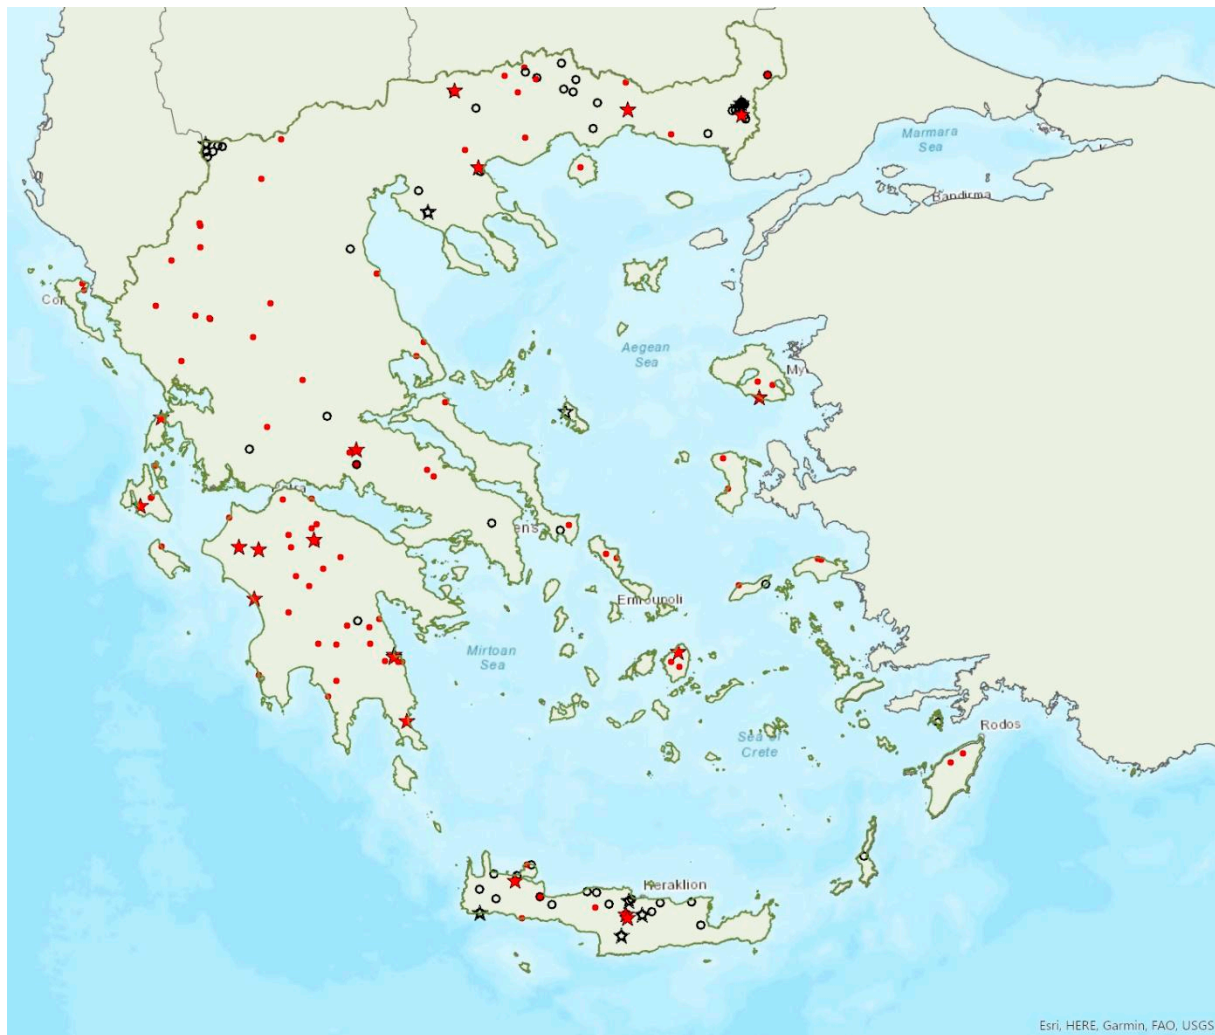 Marmara
Sea
Bandirma
Cor
Aegean
Sea
My
ens
Ermoupoli
Mirtoan
Sea
Sea of
Crete
Rodos
Heraklion
Esri, HERE, Garmin, FAO, USGS